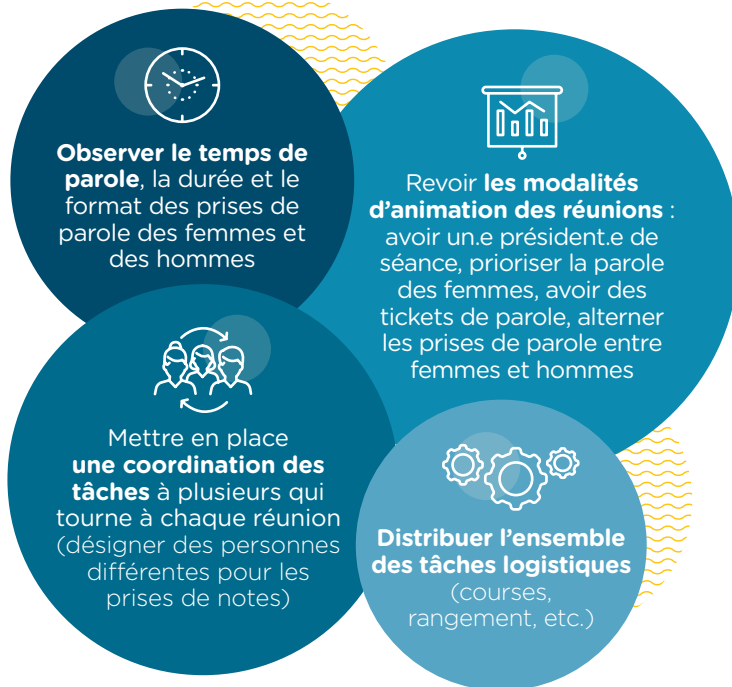 Observer le temps de
parole, la durée et le
format des prises de
parole des femmes et
des hommes
Revoir les modalités
d’animation des réunions :
avoir un.e président.e de
séance, prioriser la parole
des femmes, avoir des
tickets de parole, alterner
les prises de parole entre
femmes et hommes
Mettre en place
une coordination des
tâches à plusieurs qui
tourne à chaque réunion
(désigner des personnes
différentes pour les
prises de notes)
Distribuer l’ensemble
des tâches logistiques
(courses,
rangement, etc.)